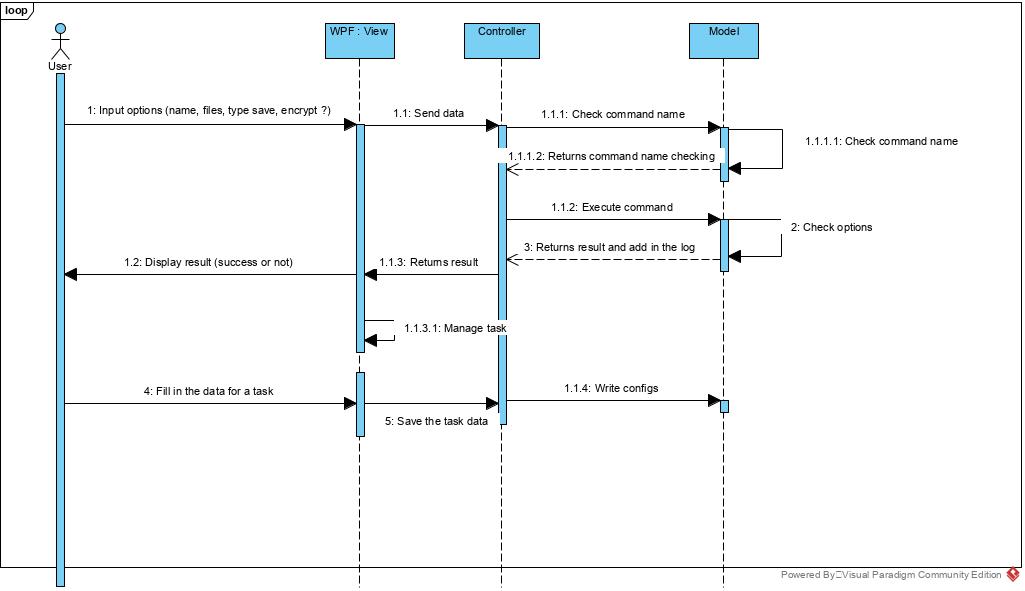 loop
User
WPF : View
Controller
Model
1: Input options (name, files, type save, encrypt ?)
1.1: Send data
1.1.1: Check command name
1.1.1.1: Check command name
1.1.1.2: Returns command name checking
1.1.2: Execute command
2: Check options
3: Returns result and add in the log
1.2: Display result (success or not)
1.1.3: Returns result
1.1.3.1: Manage task
4: Fill in the data for a task
1.1.4: Write configs
5: Save the task data
Powered By Visual Paradigm Community Edition